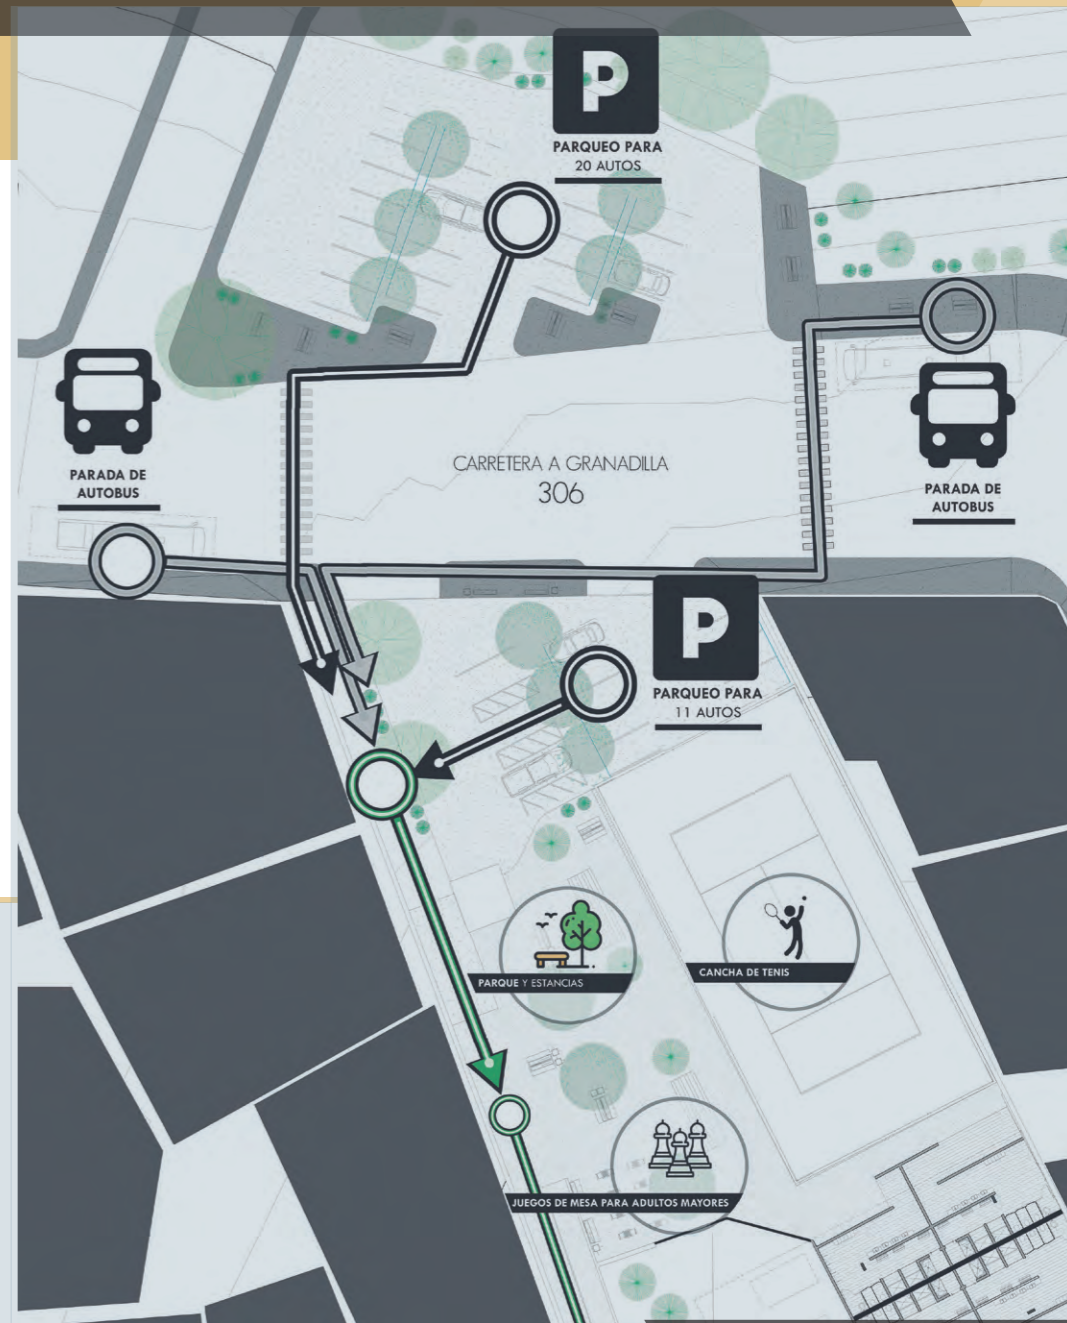 P
PARQUEO PARA
20 AUTOS
PARADA DE
AUTOBUS
CARRETERA A GRANADILLA
306
PARADA DE
AUTOBUS
P
PARQUEO PARA
11 AUTOS
PARQUE Y ESTANCIAS
CANCHA DE TENIS
JUEGOS DE MESA PARA ADULTOS MAYORES